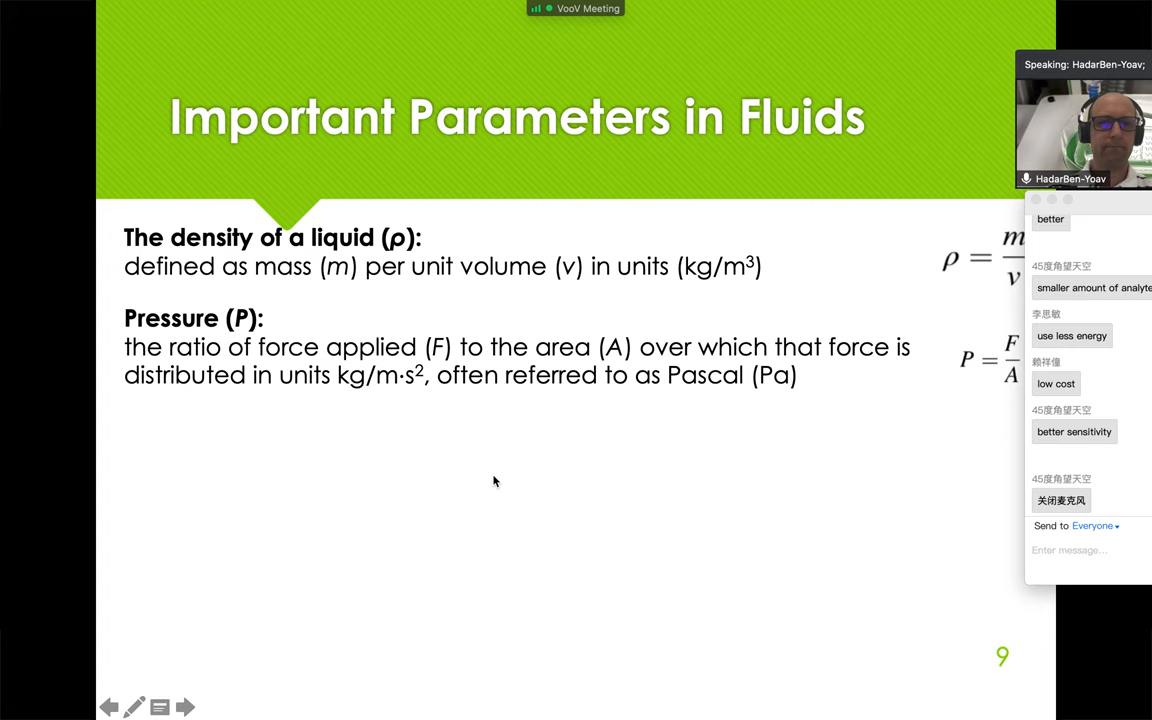 VooV Meeting
Important Parameters in Fluids
The density of a liquid (ρ):
defined as mass (m) per unit volume (v) in units (kg/m³)
ρ = m/v
Pressure (P):
the ratio of force applied (F) to the area (A) over which that force is
distributed in units kg/m·s², often referred to as Pascal (Pa)
P = F/A
9
Speaking: HadarBen-Yoav;
HadarBen-Yoav
better
45度角望天空
smaller amount of analyte
李思敏
use less energy
赖祥僮
low cost
45度角望天空
better sensitivity
45度角望天空
关闭麦克风
Send to Everyone
Enter message...